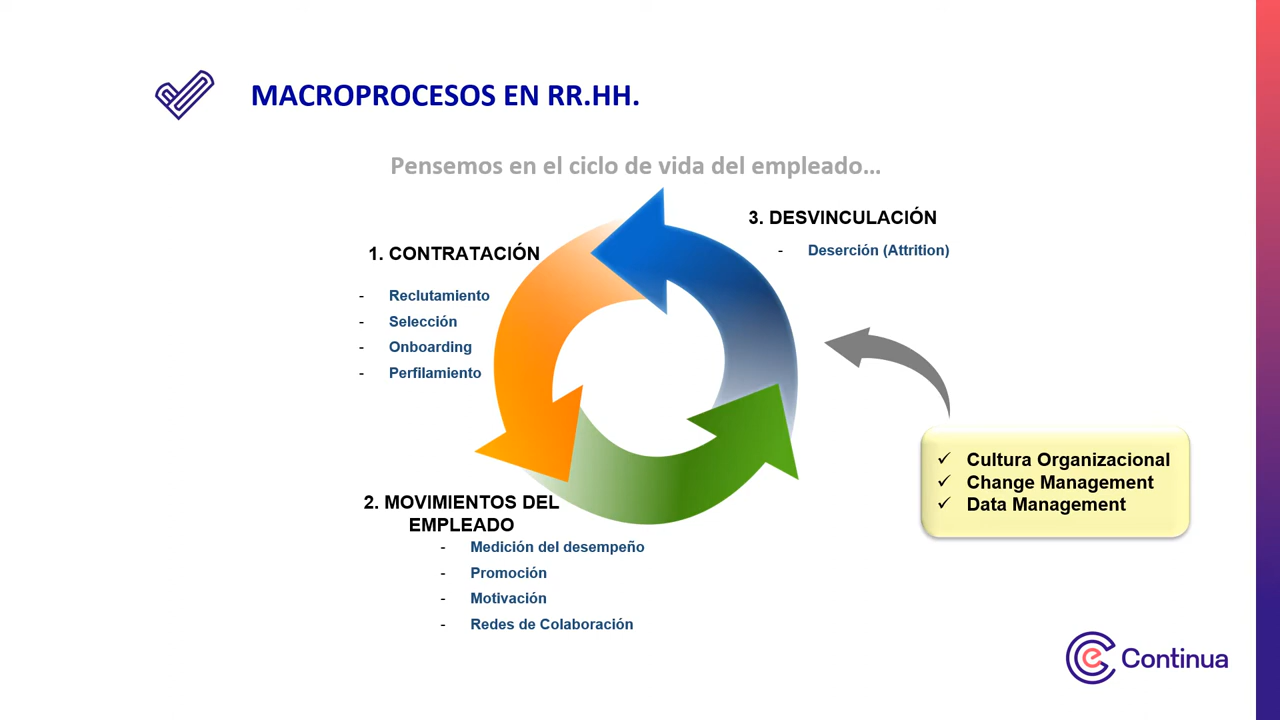 MACROPROCESOS EN RR.HH.
Pensemos en el ciclo de vida del empleado...
1. CONTRATACIÓN
- Reclutamiento
- Selección
- Onboarding
- Perfilamiento
2. MOVIMIENTOS DEL
EMPLEADO
- Medición del desempeño
- Promoción
- Motivación
- Redes de Colaboración
3. DESVINCULACIÓN
- Deserción (Attrition)
✓ Cultura Organizacional
✓ Change Management
✓ Data Management
e Continua